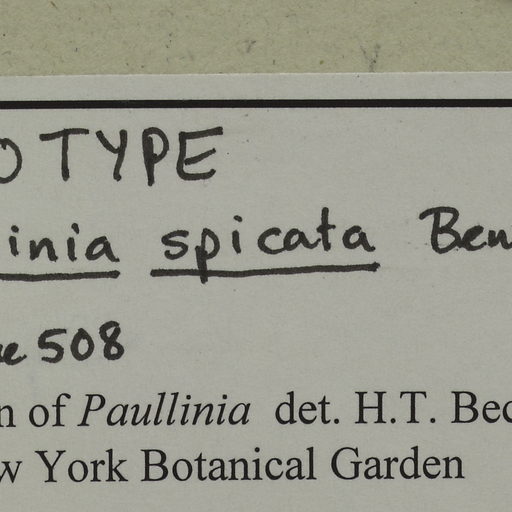 OTYPE
inia spicata Ben
e 508
n of Paullinia det. H.T. Bec
w York Botanical Garden